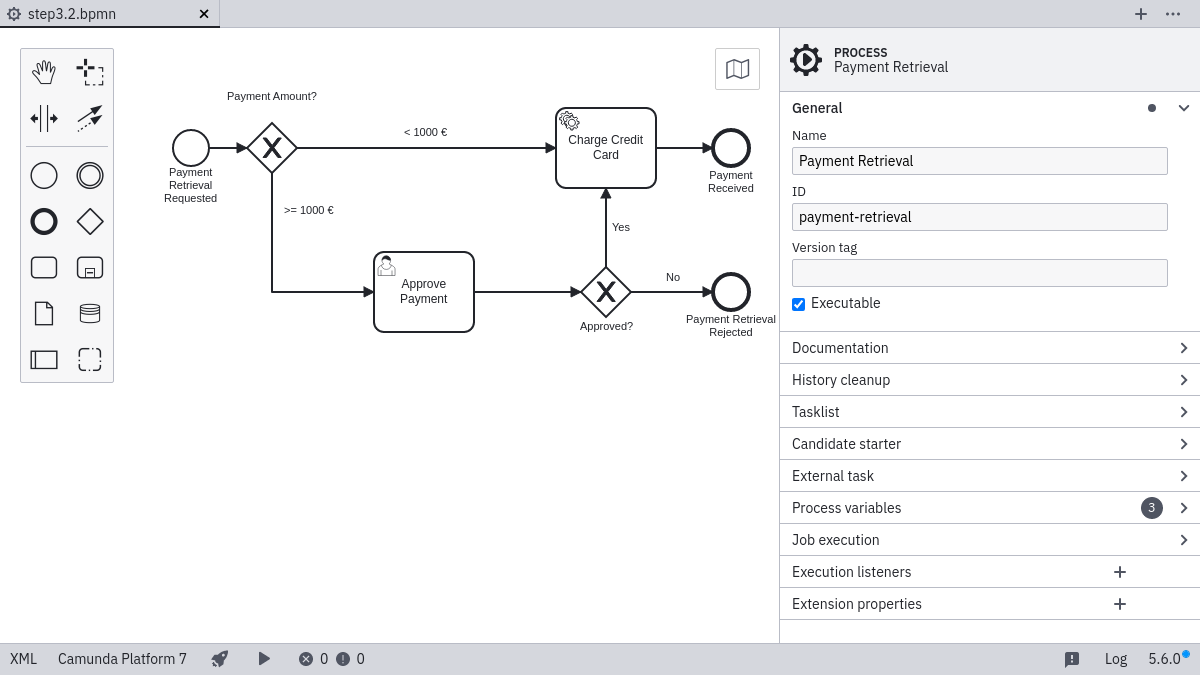 step3.2.bpmn
Payment Amount?
< 1000 €
Charge Credit
Card
Payment
Retrieval
Requested
Payment
Received
>= 1000 €
Yes
Approve
Payment
No
Approved?
Payment Retrieval
Rejected
PROCESS
Payment Retrieval
General
Name
Payment Retrieval
ID
payment-retrieval
Version tag
Executable
Documentation
History cleanup
Tasklist
Candidate starter
External task
Process variables 3
Job execution
Execution listeners
Extension properties
XML Camunda Platform 7 0 0 Log 5.6.0